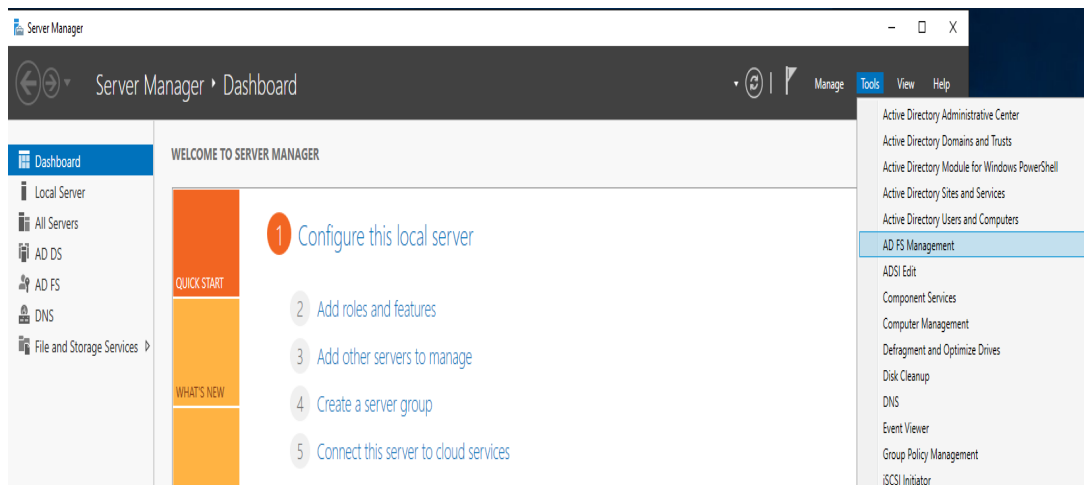 Server Manager
Server Manager • Dashboard
Manage Tools View Help
Dashboard
Local Server
All Servers
AD DS
AD FS
DNS
File and Storage Services
WELCOME TO SERVER MANAGER
QUICK START
WHAT'S NEW
1 Configure this local server
2 Add roles and features
3 Add other servers to manage
4 Create a server group
5 Connect this server to cloud services
Active Directory Administrative Center
Active Directory Domains and Trusts
Active Directory Module for Windows PowerShell
Active Directory Sites and Services
Active Directory Users and Computers
AD FS Management
ADSI Edit
Component Services
Computer Management
Defragment and Optimize Drives
Disk Cleanup
DNS
Event Viewer
Group Policy Management
iSCSI Initiator